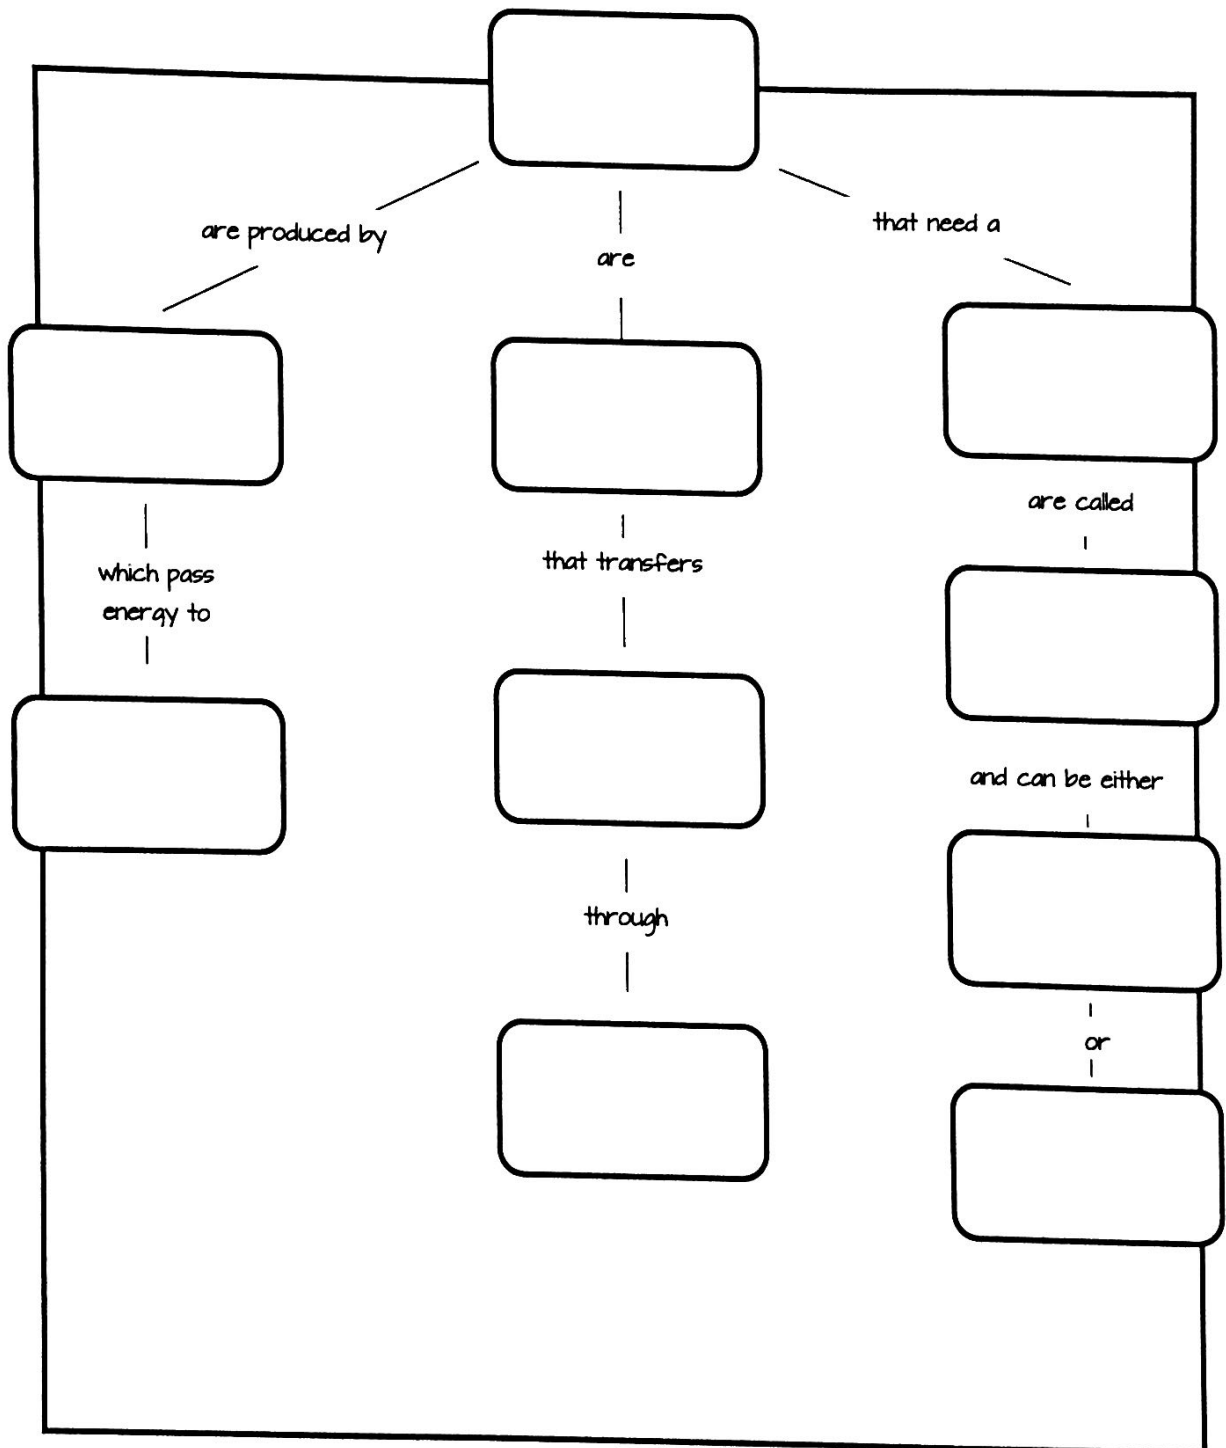 are produced by
are
that need a
are called
which pass
energy to
that transfers
and can be either
through
or